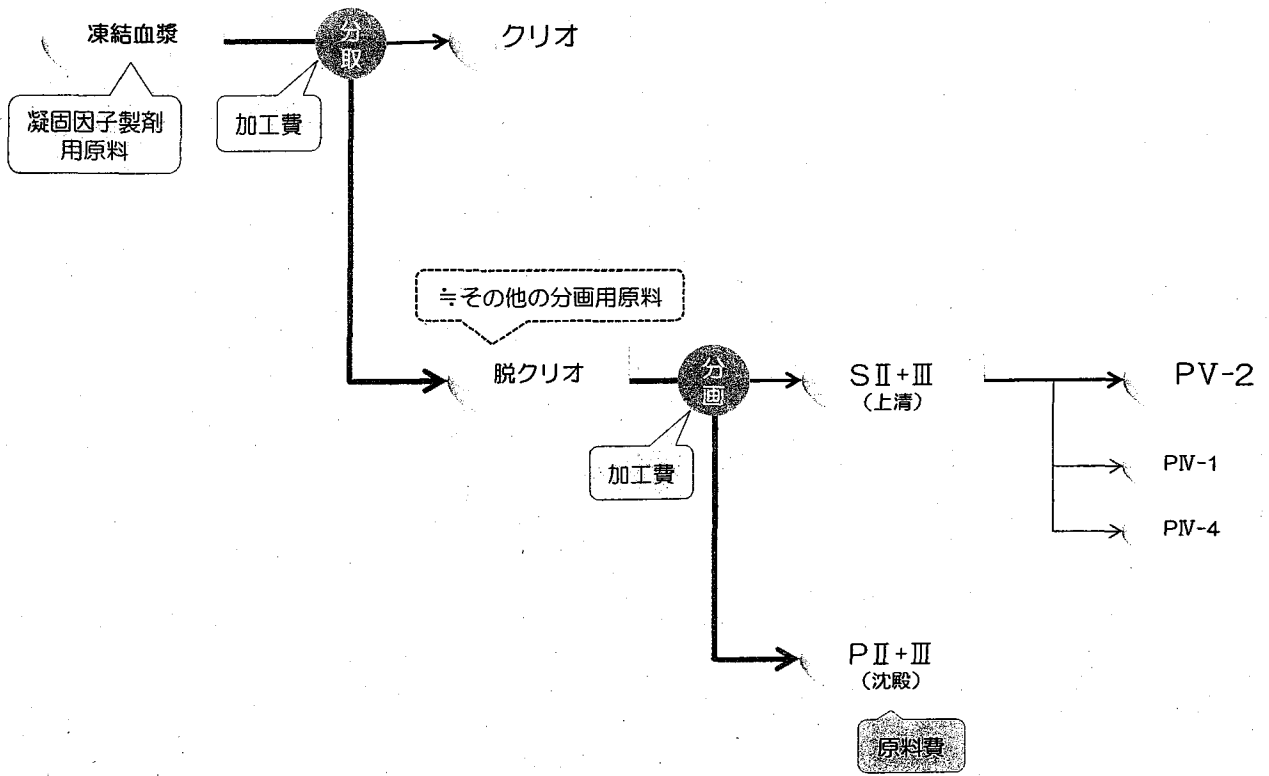 凍結血漿
分
取
クリオ
凝固因子製剤
用原料
加工費
≒その他の分画用原料
脱クリオ
分
画
SⅡ+Ⅲ
(上清)
PⅤ-2
加工費
PⅣ-1
PⅣ-4
PⅡ+Ⅲ
(沈殿)
原料費